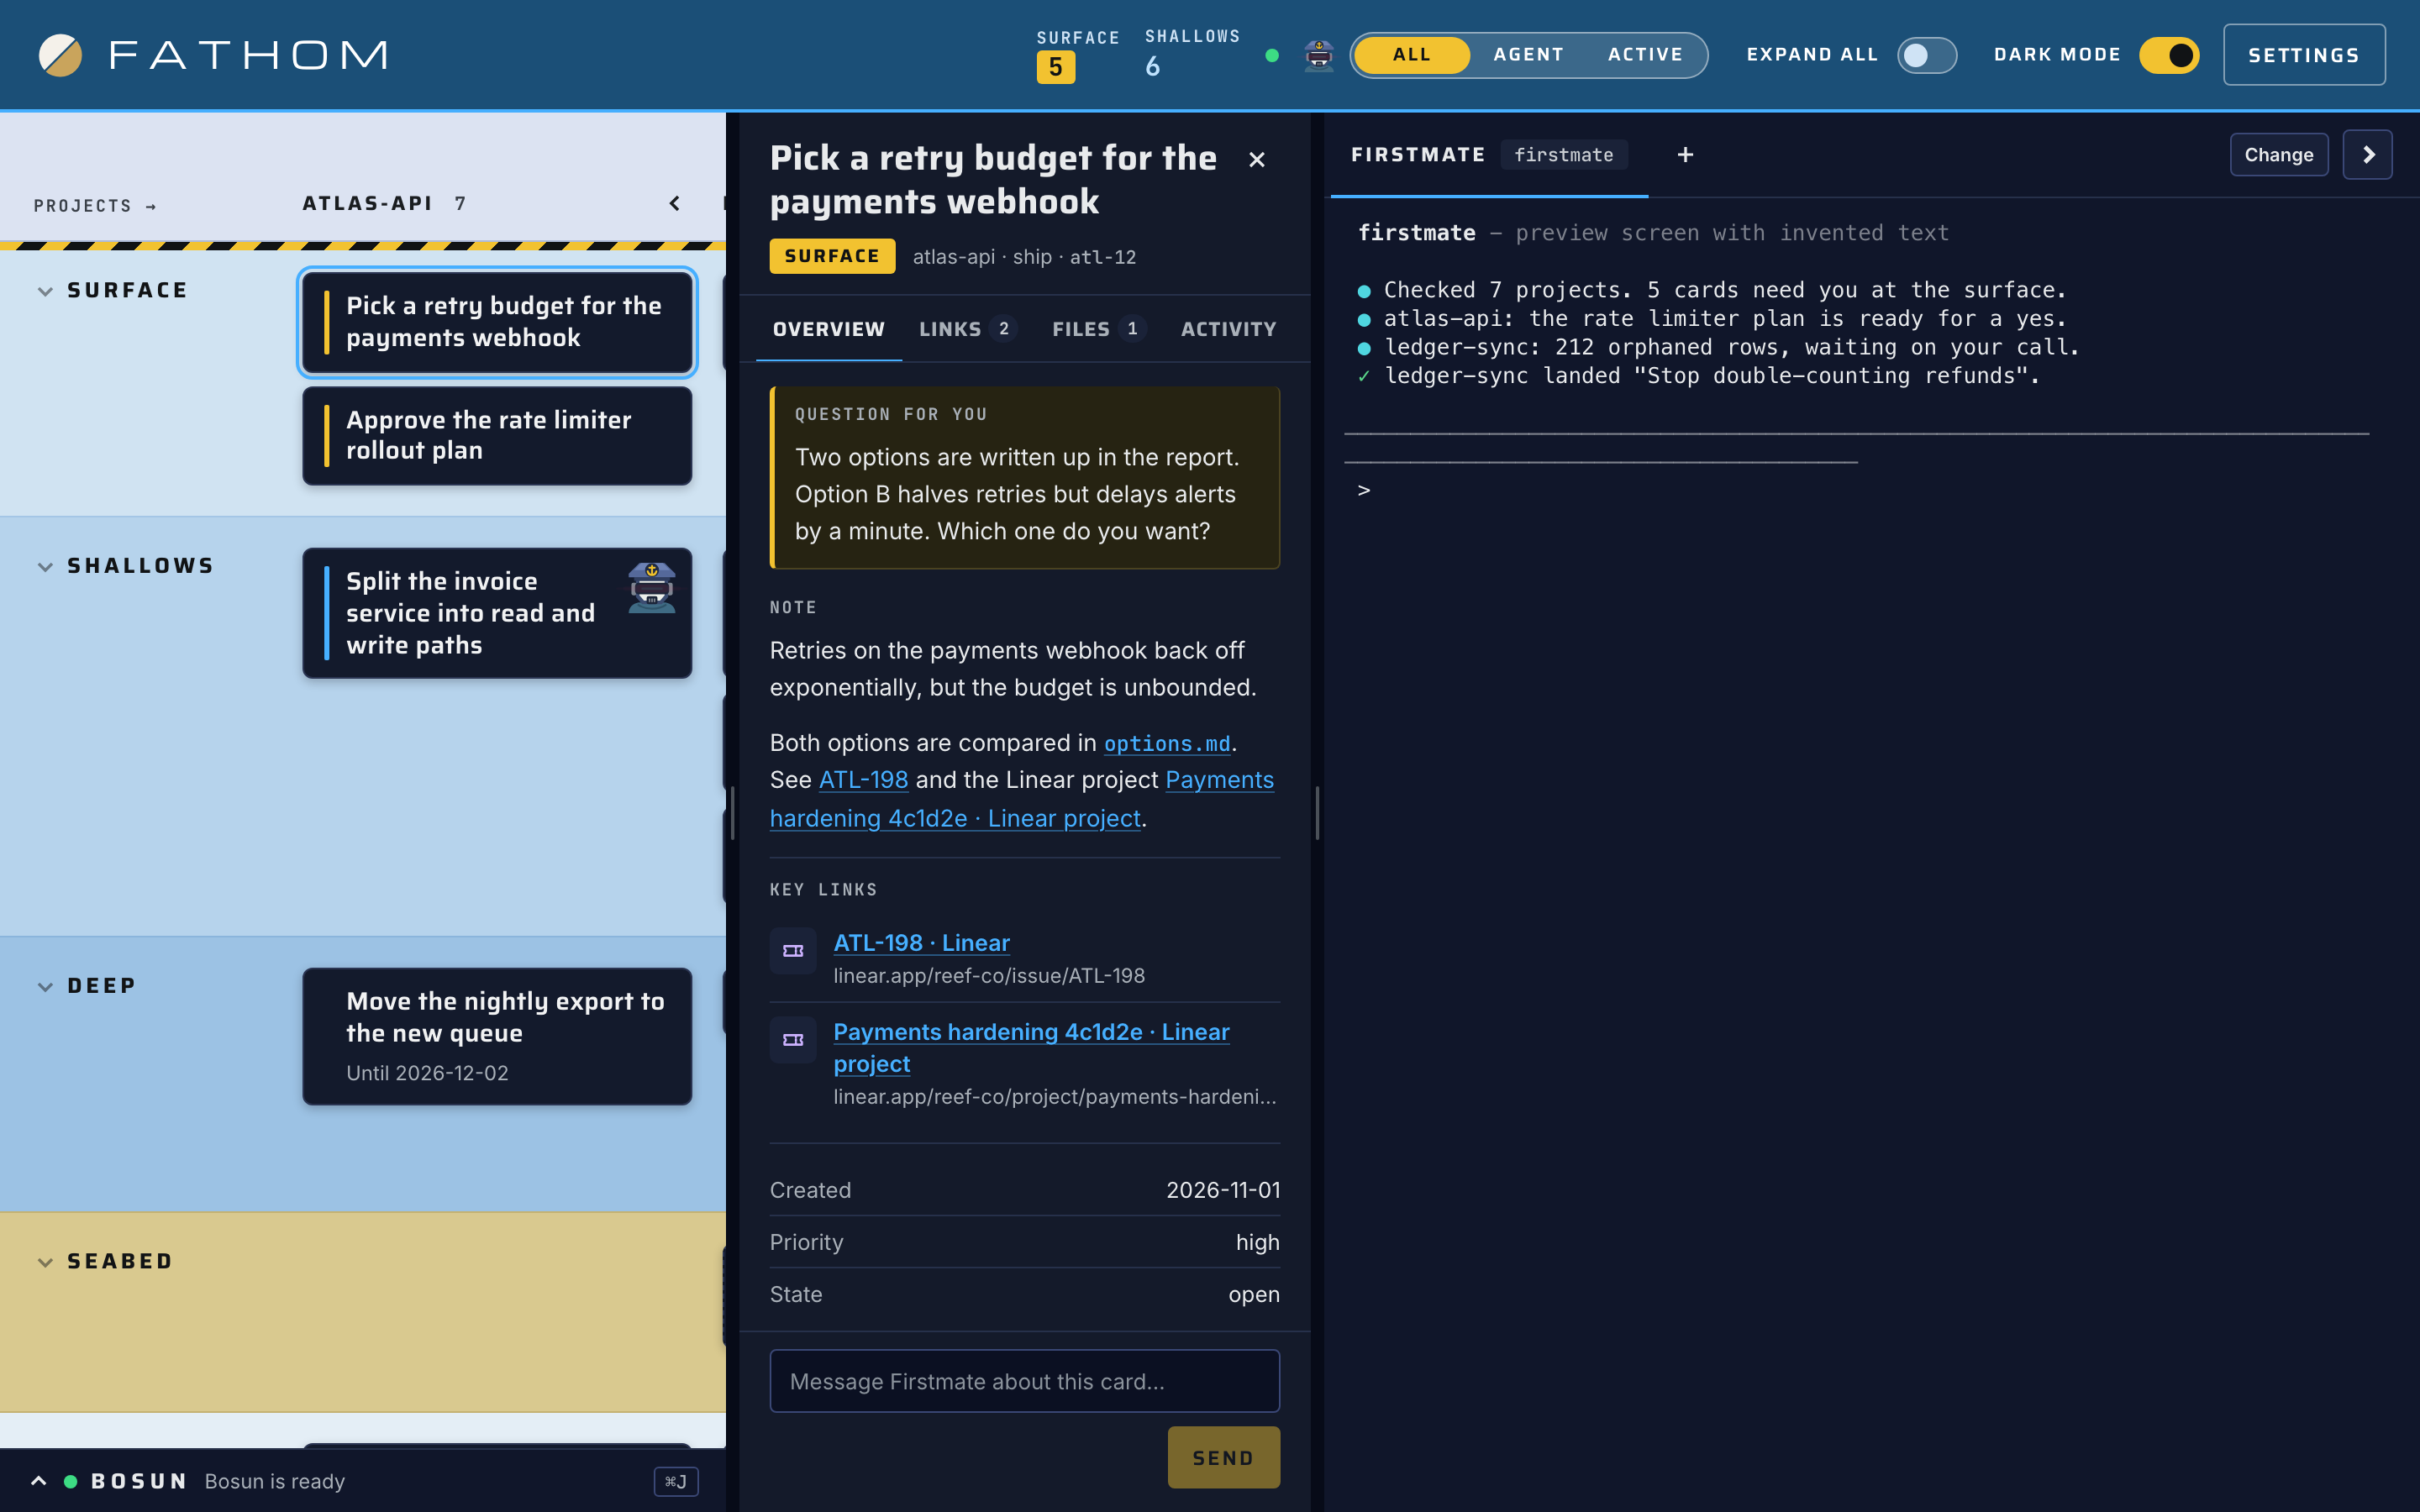 FATHOM
SURFACE
5
SHALLOWS
6
ALL AGENT ACTIVE
EXPAND ALL
DARK MODE
SETTINGS
PROJECTS →
ATLAS-API 7
SURFACE
Pick a retry budget for the
payments webhook
Approve the rate limiter
rollout plan
SHALLOWS
Split the invoice
service into read and
write paths
DEEP
Move the nightly export to
the new queue
Until 2026-12-02
SEABED
BOSUN Bosun is ready ⌘J
Pick a retry budget for the
payments webhook
SURFACE atlas-api · ship · atl-12
OVERVIEW LINKS 2 FILES 1 ACTIVITY
QUESTION FOR YOU
Two options are written up in the report.
Option B halves retries but delays alerts
by a minute. Which one do you want?
NOTE
Retries on the payments webhook back off
exponentially, but the budget is unbounded.
Both options are compared in options.md.
See ATL-198 and the Linear project Payments
hardening 4c1d2e · Linear project.
KEY LINKS
ATL-198 · Linear
linear.app/reef-co/issue/ATL-198
Payments hardening 4c1d2e · Linear
project
linear.app/reef-co/project/payments-hardeni...
Created 2026-11-01
Priority high
State open
Message Firstmate about this card...
SEND
FIRSTMATE firstmate +
Change
firstmate – preview screen with invented text
● Checked 7 projects. 5 cards need you at the surface.
● atlas-api: the rate limiter plan is ready for a yes.
● ledger-sync: 212 orphaned rows, waiting on your call.
✓ ledger-sync landed "Stop double-counting refunds".
>